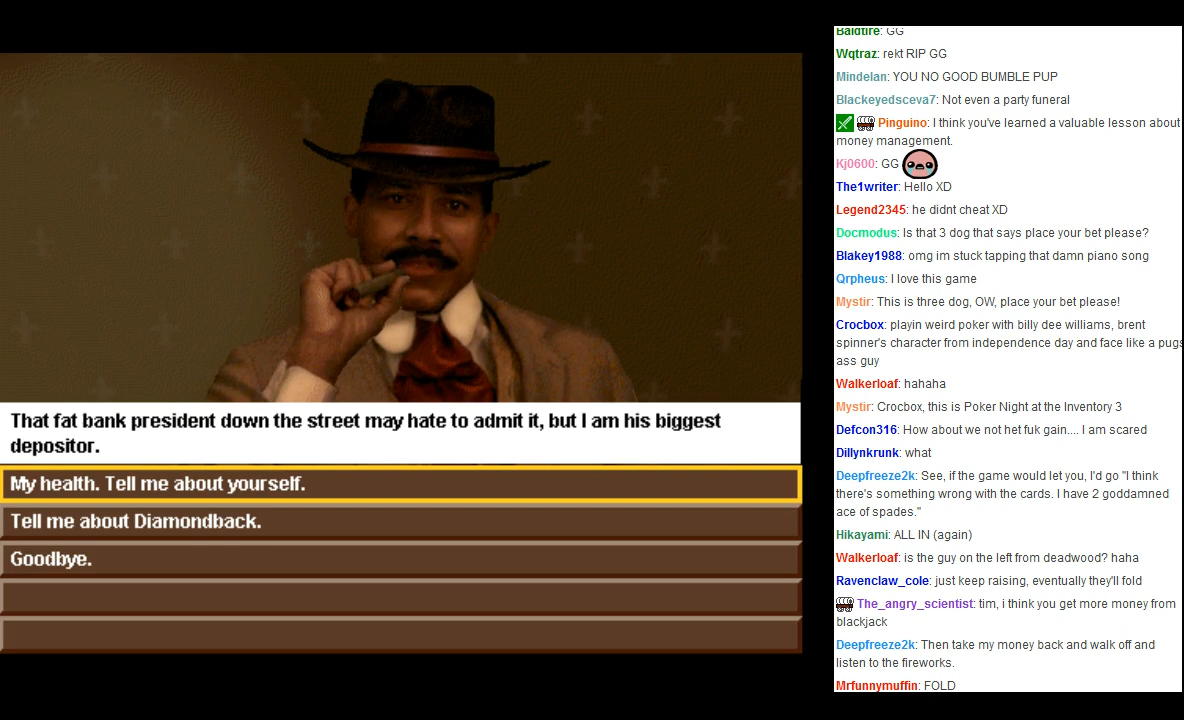 That fat bank president down the street may hate to admit it, but I am his biggest
depositor.
My health. Tell me about yourself.
Tell me about Diamondback.
Goodbye.
Baldtire: GG
Wqtraz: rekt RIP GG
Mindelan: YOU NO GOOD BUMBLE PUP
Blackeyedsceva7: Not even a party funeral
Pinguino: I think you've learned a valuable lesson about
money management.
Kj0600: GG
The1writer: Hello XD
Legend2345: he didnt cheat XD
Docmodus: Is that 3 dog that says place your bet please?
Blakey1988: omg im stuck tapping that damn piano song
Qrpheus: I love this game
Mystir: This is three dog, OW, place your bet please!
Crocbox: playin weird poker with billy dee williams, brent
spinner's character from independence day and face like a pugs
ass guy
Walkerloaf: hahaha
Mystir: Crocbox, this is Poker Night at the Inventory 3
Defcon316: How about we not het fuk gain.... I am scared
Dillynkrunk: what
Deepfreeze2k: See, if the game would let you, I'd go "I think
there's something wrong with the cards. I have 2 goddamned
ace of spades."
Hikayami: ALL IN (again)
Walkerloaf: is the guy on the left from deadwood? haha
Ravenclaw_cole: just keep raising, eventually they'll fold
The_angry_scientist: tim, i think you get more money from
blackjack
Deepfreeze2k: Then take my money back and walk off and
listen to the fireworks.
Mrfunnymuffin: FOLD